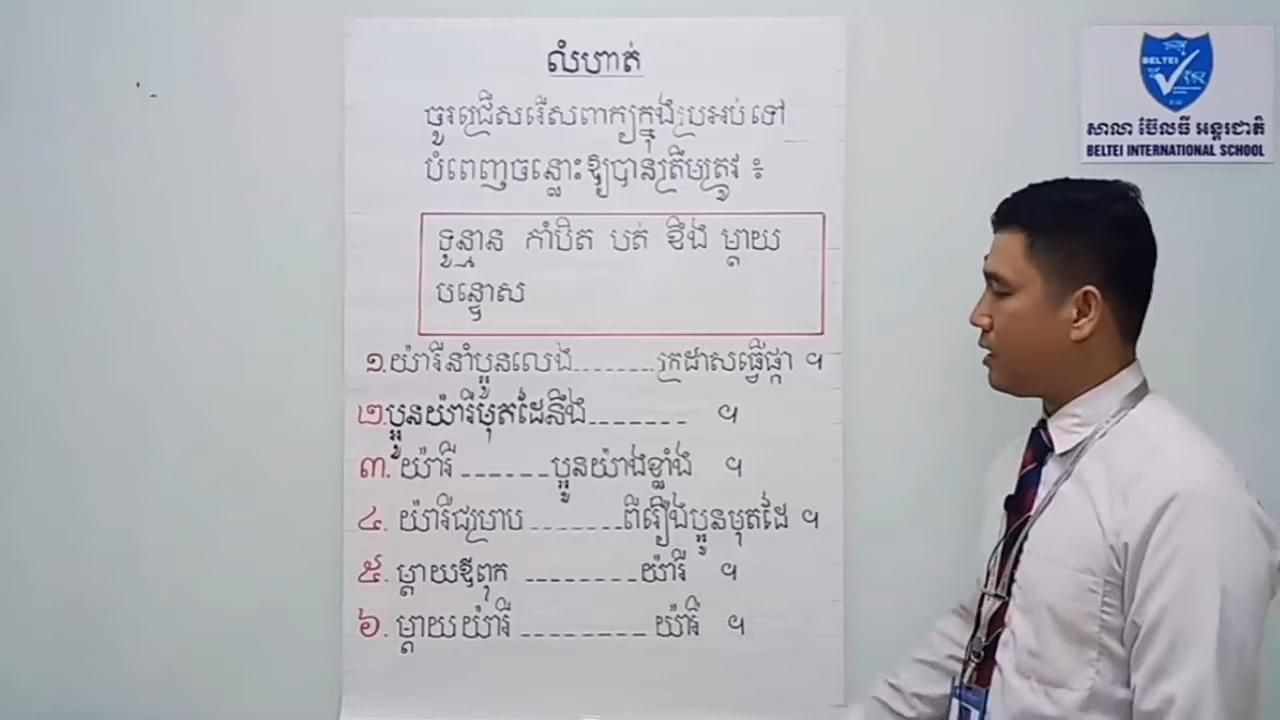 លំហាត់
ចូរជ្រើសរើសពាក្យក្នុងប្រអប់ទៅ
បំពេញចន្លោះឱ្យបានត្រឹមត្រូវ ៖
ទូន្មាន កាំបិត បត់ ខឹង ម្ដាយ
បន្ទោស
១.យ៉ារីនាំប្អូនលេង.......ក្រដាសធ្វើផ្កា ។
២.ប្អូនយ៉ារីមុតដៃនឹង....... ។
៣. យ៉ារី ......ប្អូនយ៉ាងខ្លាំង ។
៤. យ៉ារីជម្រាប .......ពីរឿងប្អូនមុតដៃ ។
៥. ម្ដាយឪពុក ........យ៉ារី ។
៦. ម្ដាយយ៉ារី ......... យ៉ារី ។
BELTEI
សាលា ប៊ែលធី អន្តរជាតិ
BELTEI INTERNATIONAL SCHOOL